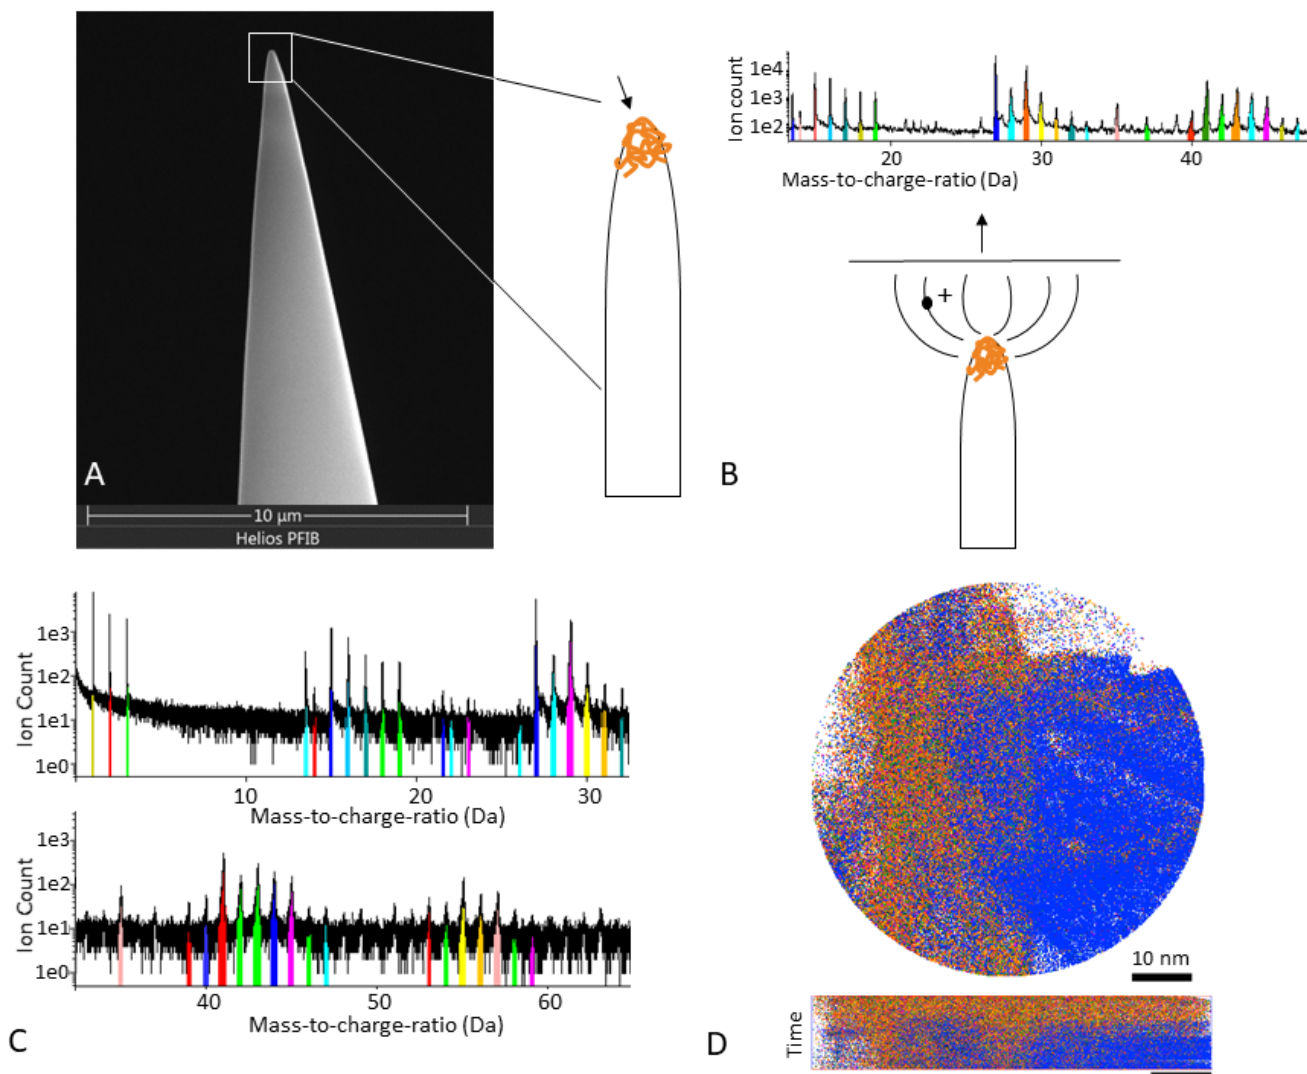 A
10 µm
Helios PFIB
Ion count
1e4
1e3
1e2
20
30
40
Mass-to-charge-ratio (Da)
+
B
Ion Count
1e3
1e2
1e1
1e0
10
20
30
Mass-to-charge-ratio (Da)
Ion Count
1e3
1e2
1e1
1e0
40
50
60
Mass-to-charge-ratio (Da)
C
10 nm
Time
D